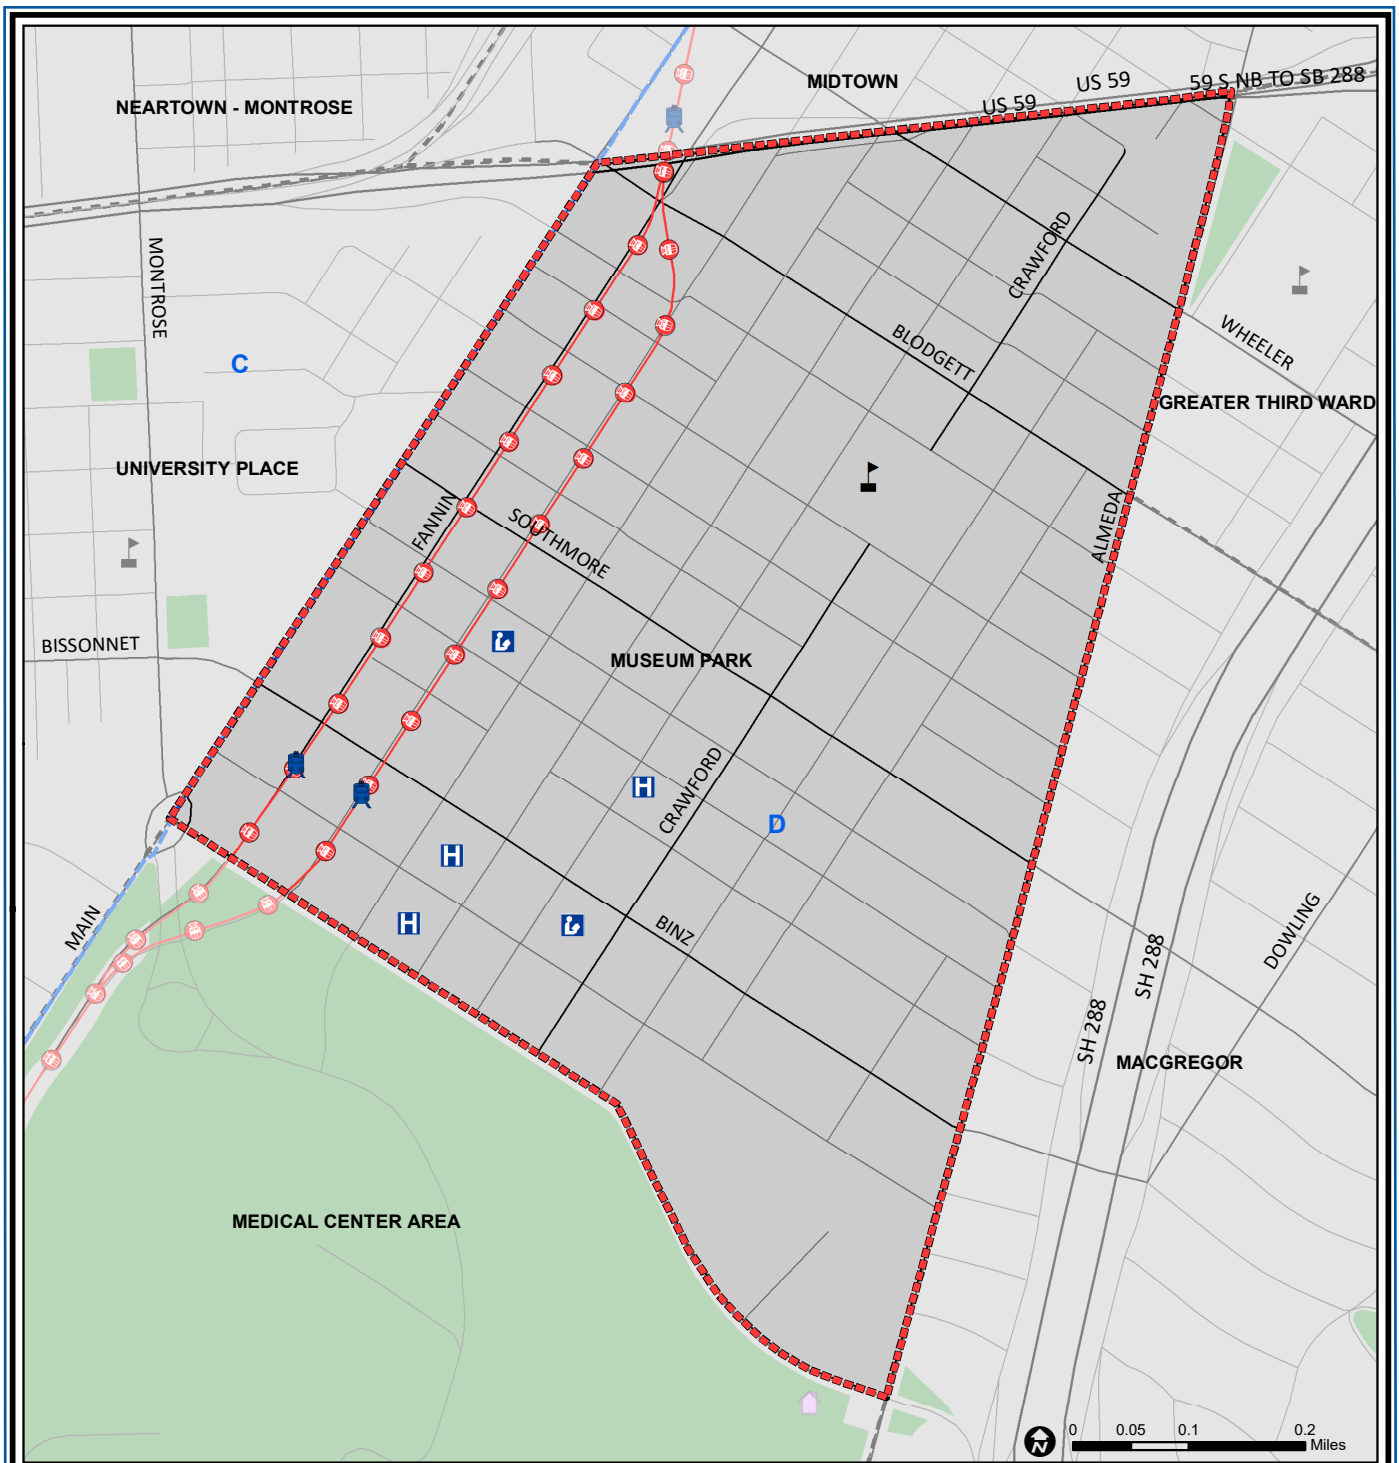 MIDTOWN
US 59
59 S NB TO SB 288
US 59
NEARTOWN - MONTROSE
MONTROSE
CRAWFORD
WHEELER
BLODGETT
C
GREATER THIRD WARD
UNIVERSITY PLACE
FANNIN
SOUTHMORE
ALMEDA
BISSONNET
MUSEUM PARK
H
CRAWFORD
D
H
H
BINZ
MAIN
DOWLING
SH 288
SH 288
MACGREGOR
MEDICAL CENTER AREA
N
0 0.05 0.1 0.2
Miles